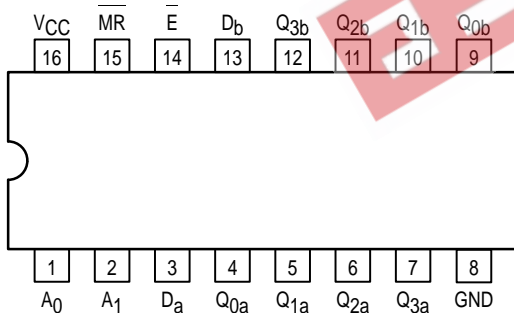 VCC MR E Db Q3b Q2b Q1b Q0b
16 15 14 13 12 11 10 9
1 2 3 4 5 6 7 8
A0 A1 Da Q0a Q1a Q2a Q3a GND